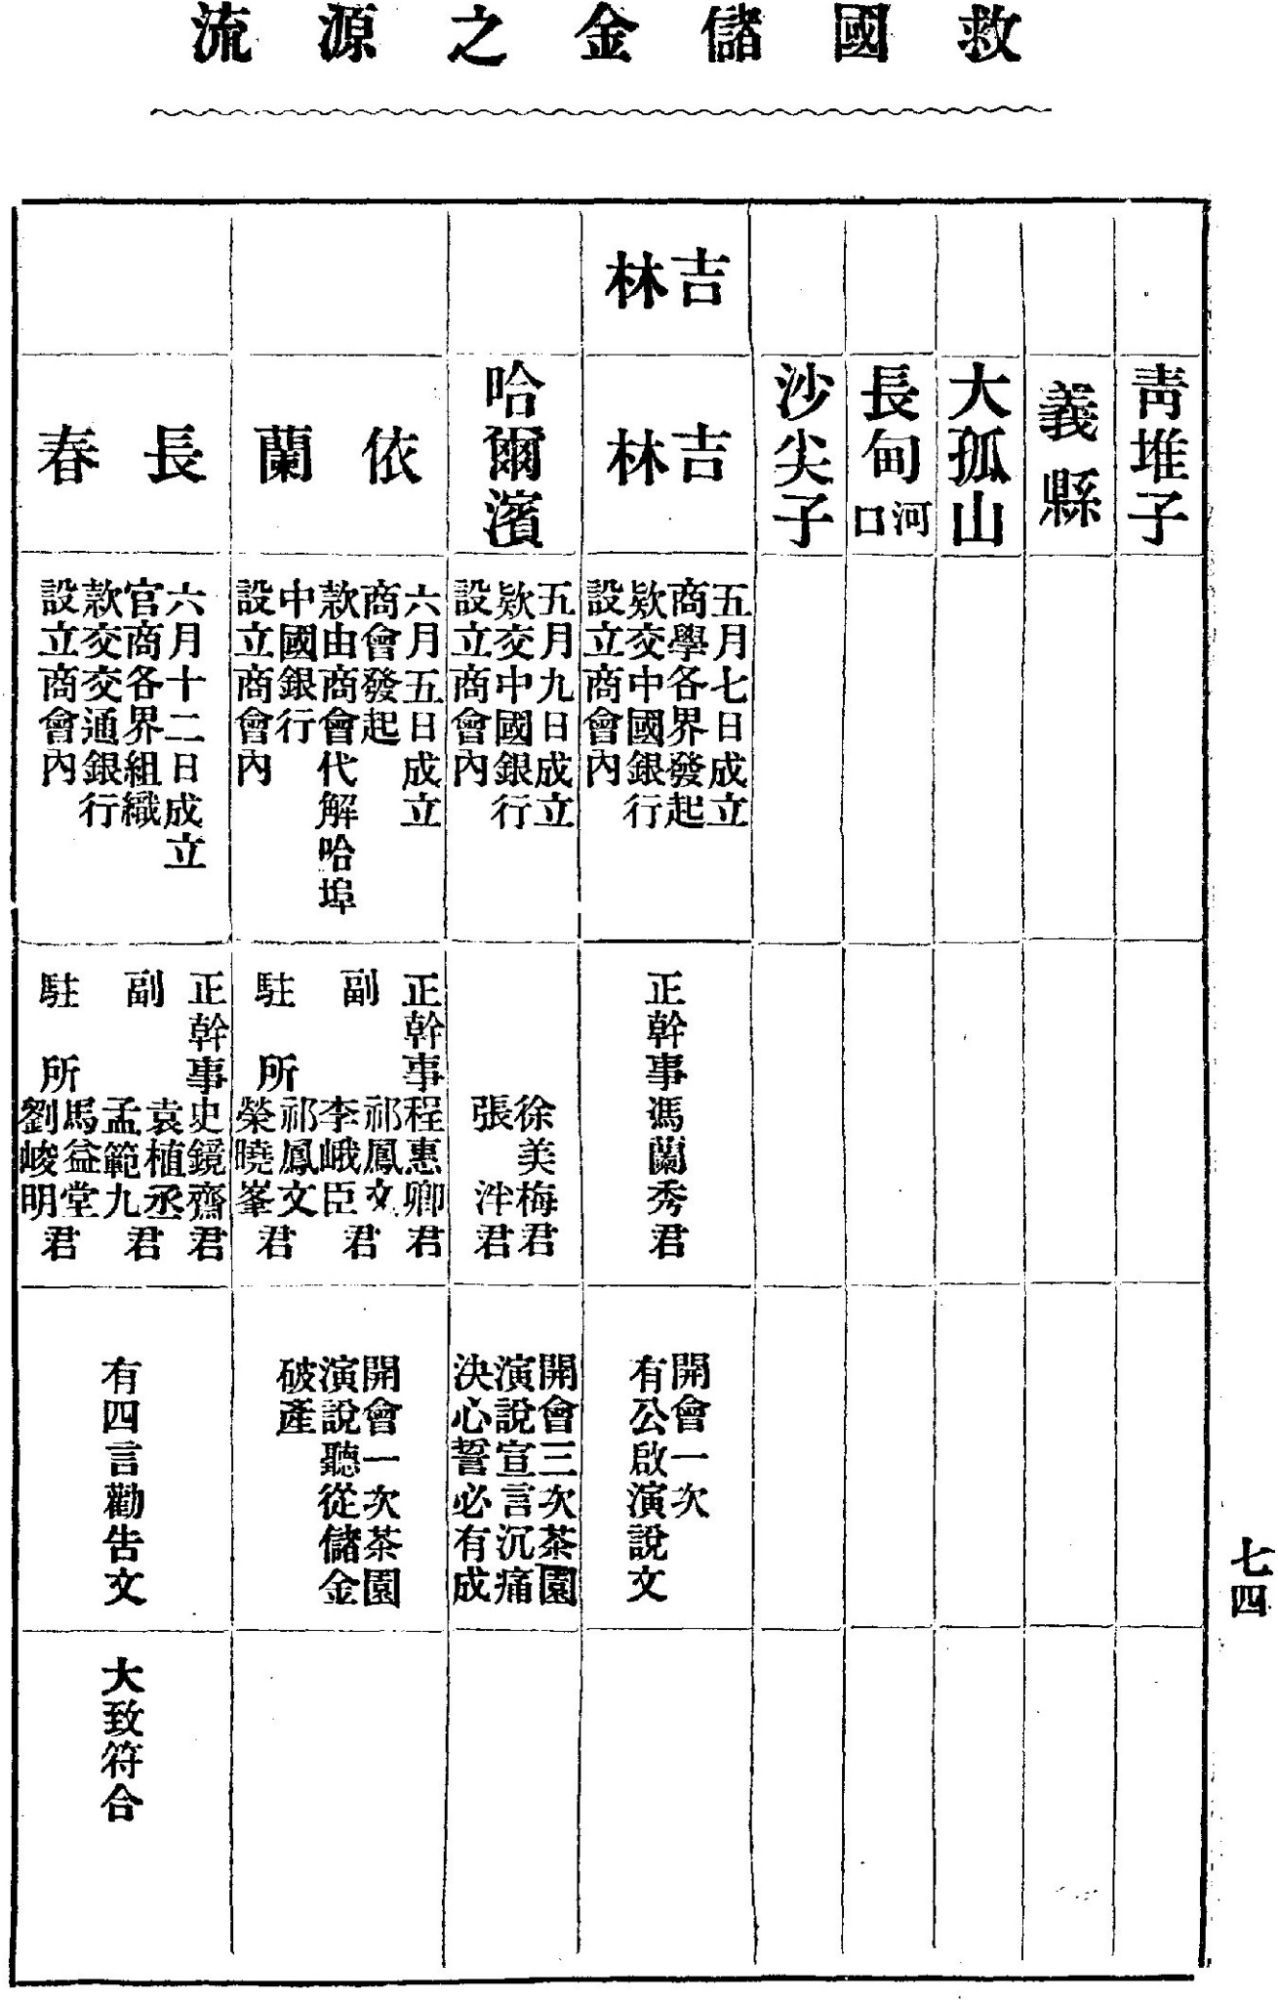 救國儲金之源流
七四
青堆子
義縣
大孤山
長甸河口
沙尖子
吉林
吉林
五月七日成立
商學各界發起
欵交中國銀行
設立商會內
正幹事馮蘭秀君
開會一次
有公啟演說文
哈爾濱
五月九日成立
欵交中國銀行
設立商會內
徐美梅君
張泮君
開會三次茶園
演說宣言沉痛
決心誓必有成
依蘭
六月五日成立
商會發起
款由商會代解哈埠
中國銀行
設立商會內
正幹事程惠卿君
副祁鳳文
李峨臣君
駐所祁鳳文
榮曉峯君
開會一次茶園
演說聽從儲金
破產
長春
六月十二日成立
官商各界組織
款交交通銀行
設立商會內
正幹事史鏡齋君
副袁植丞
孟範九君
駐所馬益堂
劉峻明君
有四言勸告文
大致符合